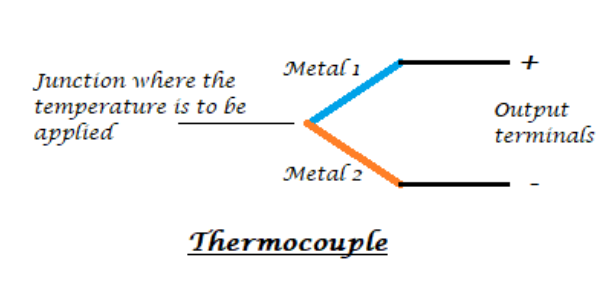 Metal 1
+
Junction where the
temperature is to be
applied
Output
terminals
Metal 2
-
Thermocouple